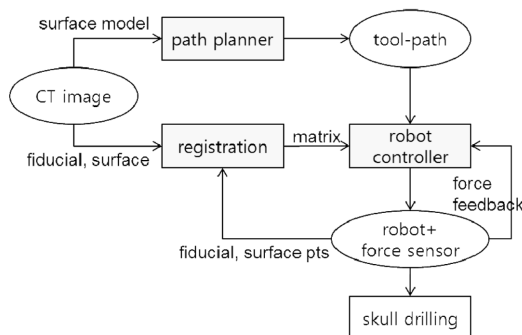 surface model
path planner
tool-path
CT image
fiducial, surface
registration
matrix
robot
controller
force
feedback
fiducial, surface pts
robot+
force sensor
skull drilling